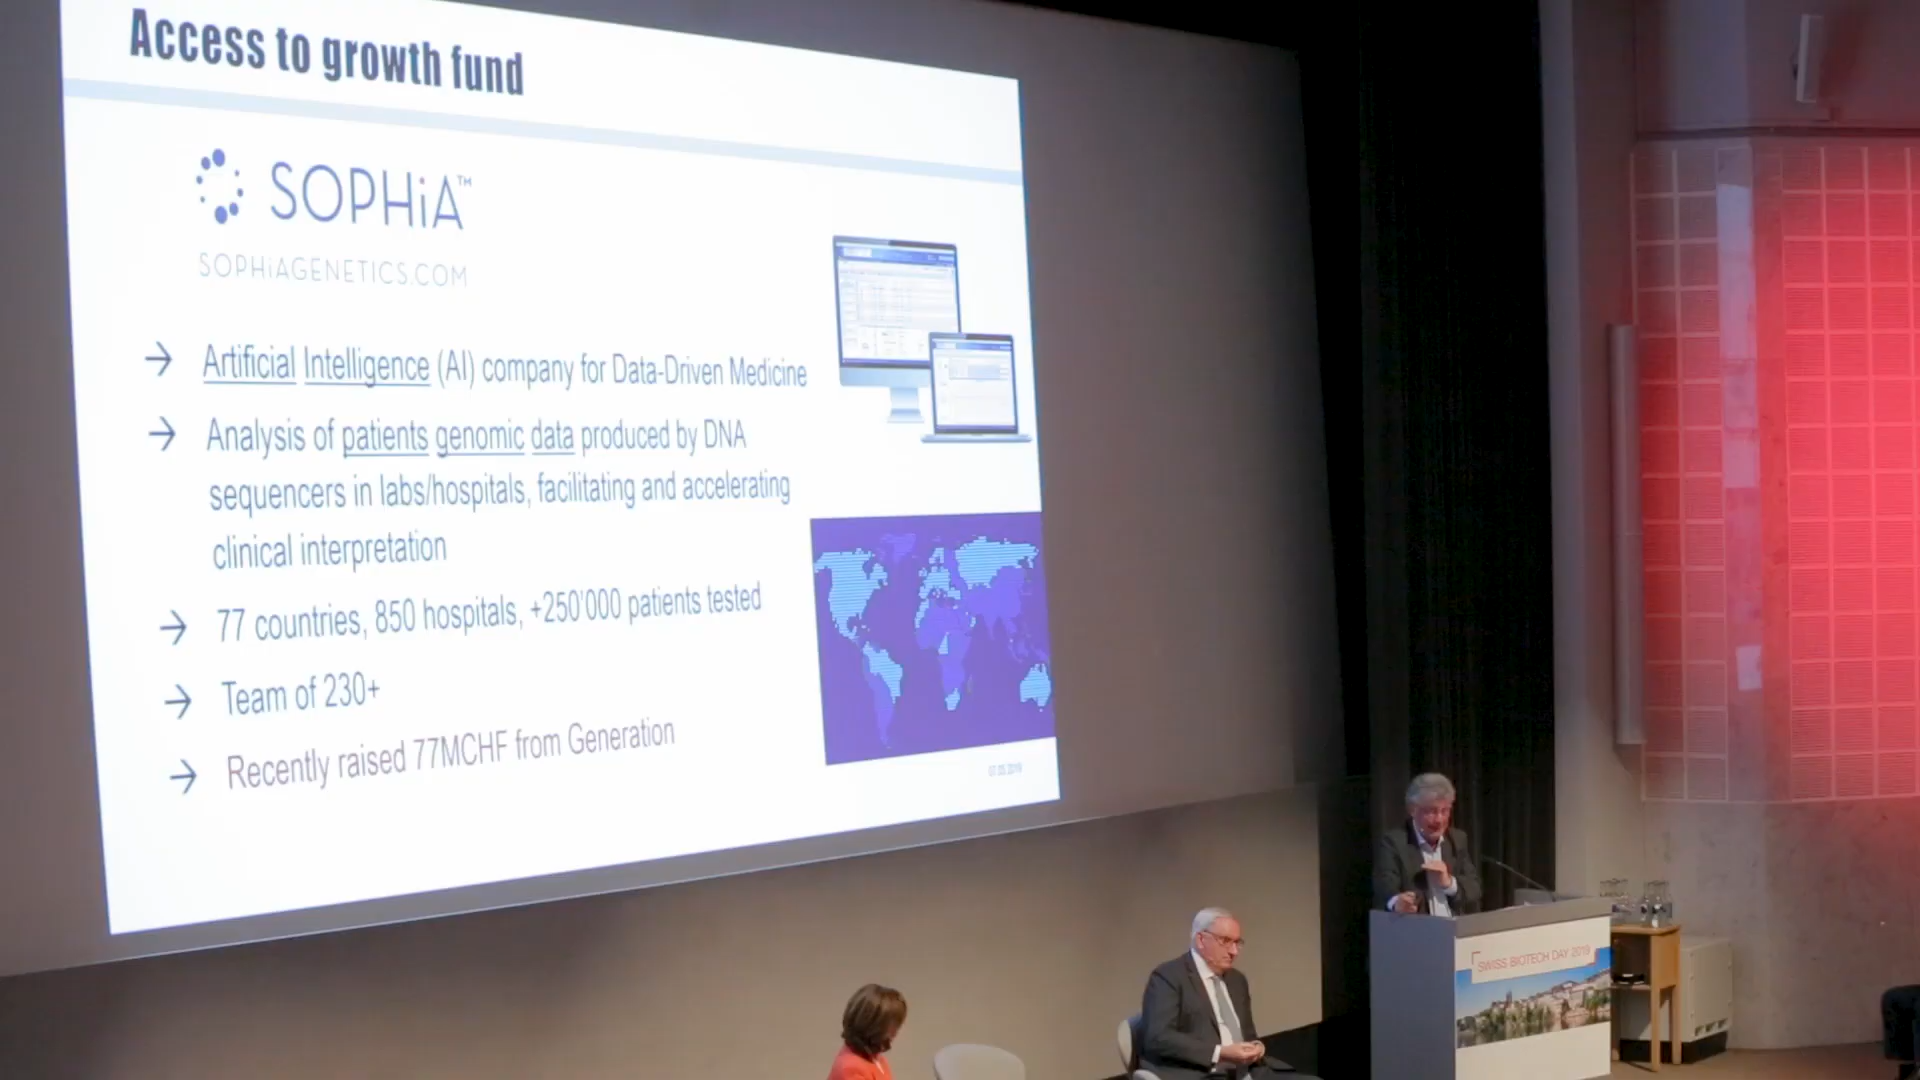 Access to growth fund
SOPHiA™
SOPHiAGENETICS.COM
→ Artificial Intelligence (AI) company for Data-Driven Medicine
→ Analysis of patients genomic data produced by DNA
sequencers in labs/hospitals, facilitating and accelerating
clinical interpretation
→ 77 countries, 850 hospitals, +250'000 patients tested
→ Team of 230+
→ Recently raised 77MCHF from Generation
SWISS BIOTECH DAY 2019